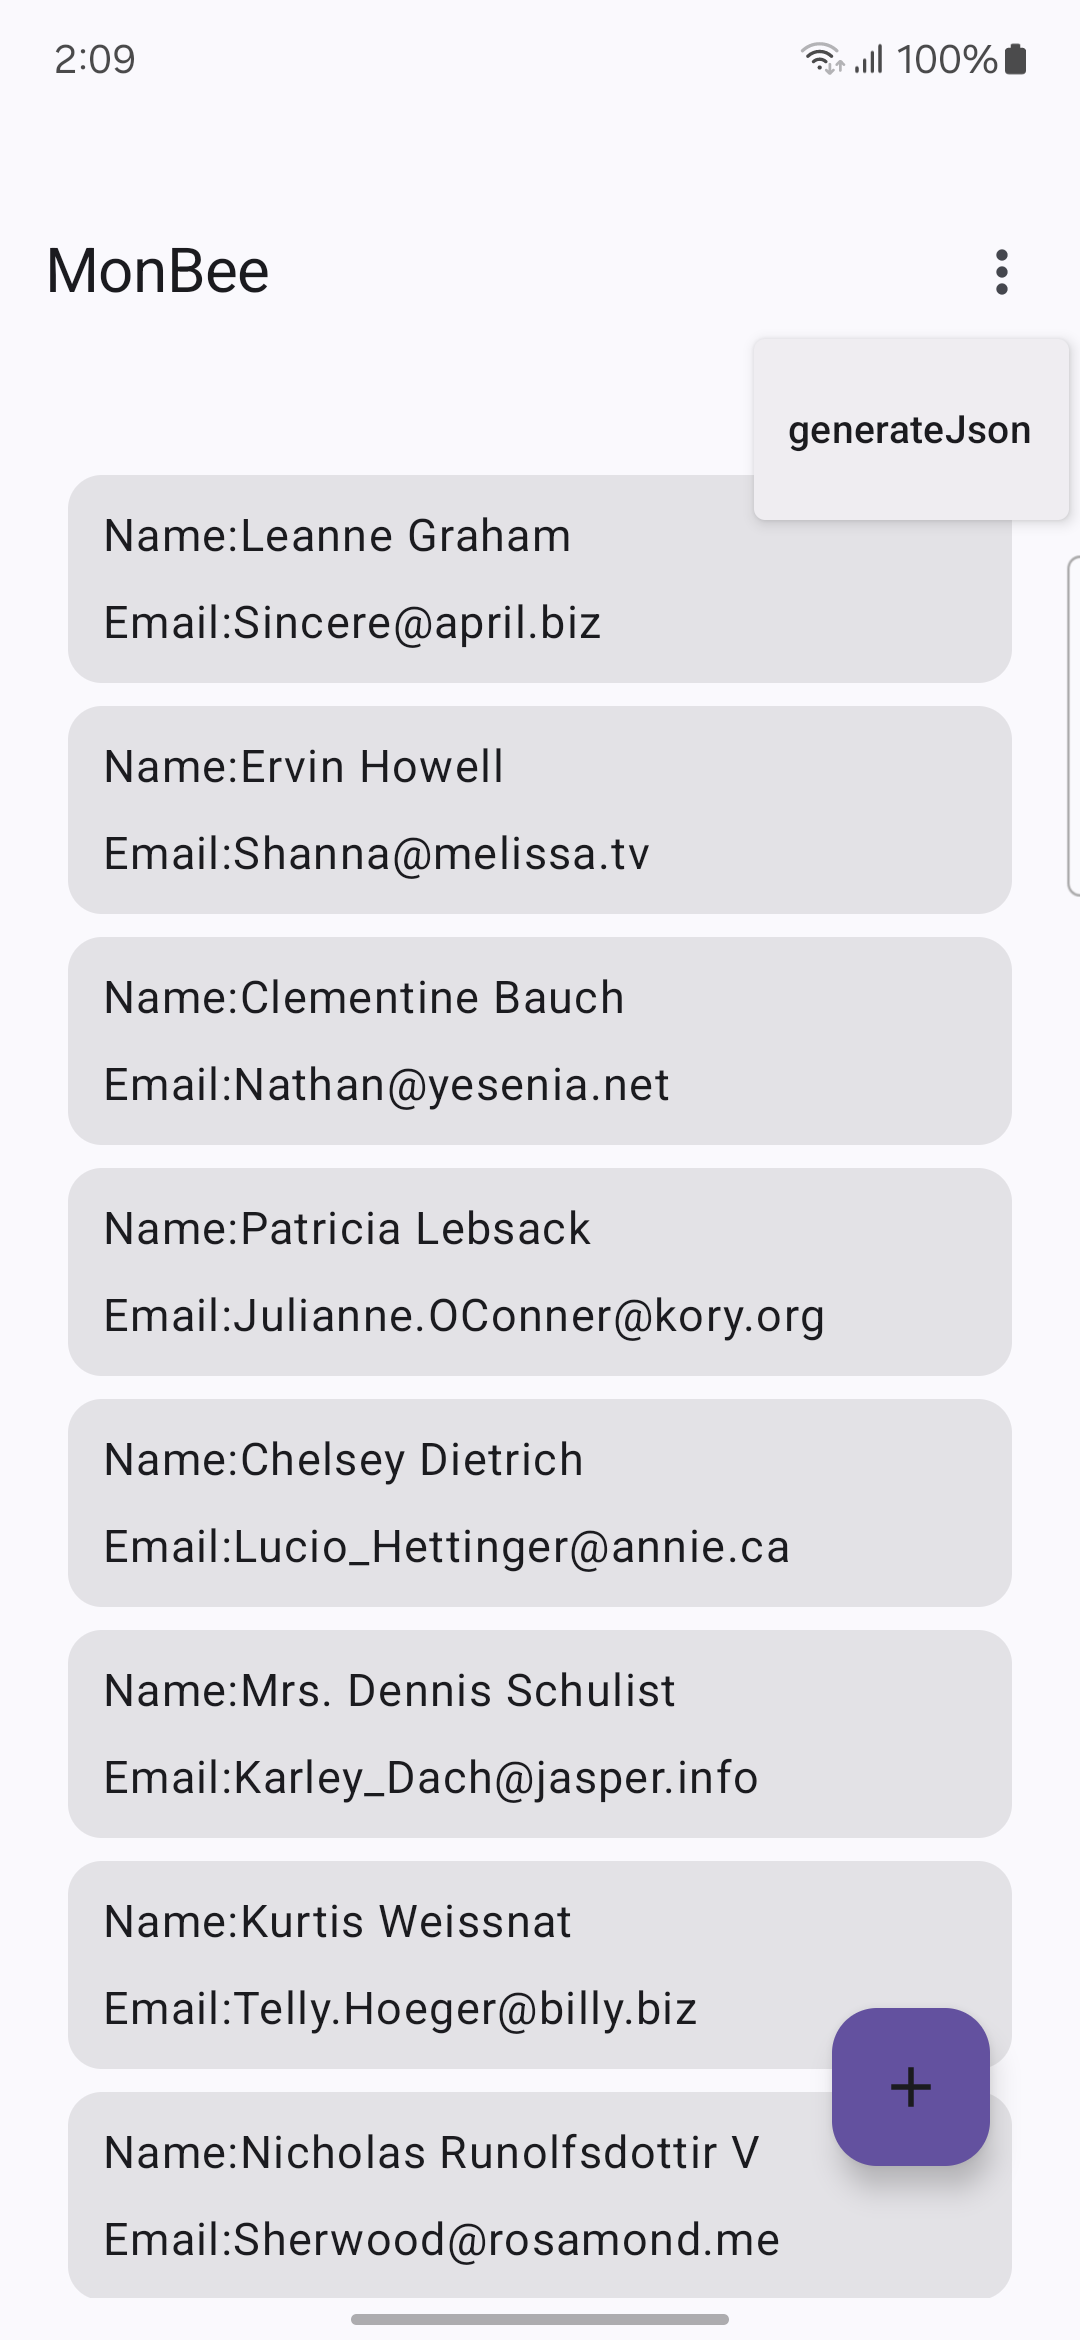 2:09
100%
MonBee
generateJson
Name:Leanne Graham
Email:Sincere@april.biz
Name:Ervin Howell
Email:Shanna@melissa.tv
Name:Clementine Bauch
Email:Nathan@yesenia.net
Name:Patricia Lebsack
Email:Julianne.OConner@kory.org
Name:Chelsey Dietrich
Email:Lucio_Hettinger@annie.ca
Name:Mrs. Dennis Schulist
Email:Karley_Dach@jasper.info
Name:Kurtis Weissnat
Email:Telly.Hoeger@billy.biz
Name:Nicholas Runolfsdottir V
Email:Sherwood@rosamond.me